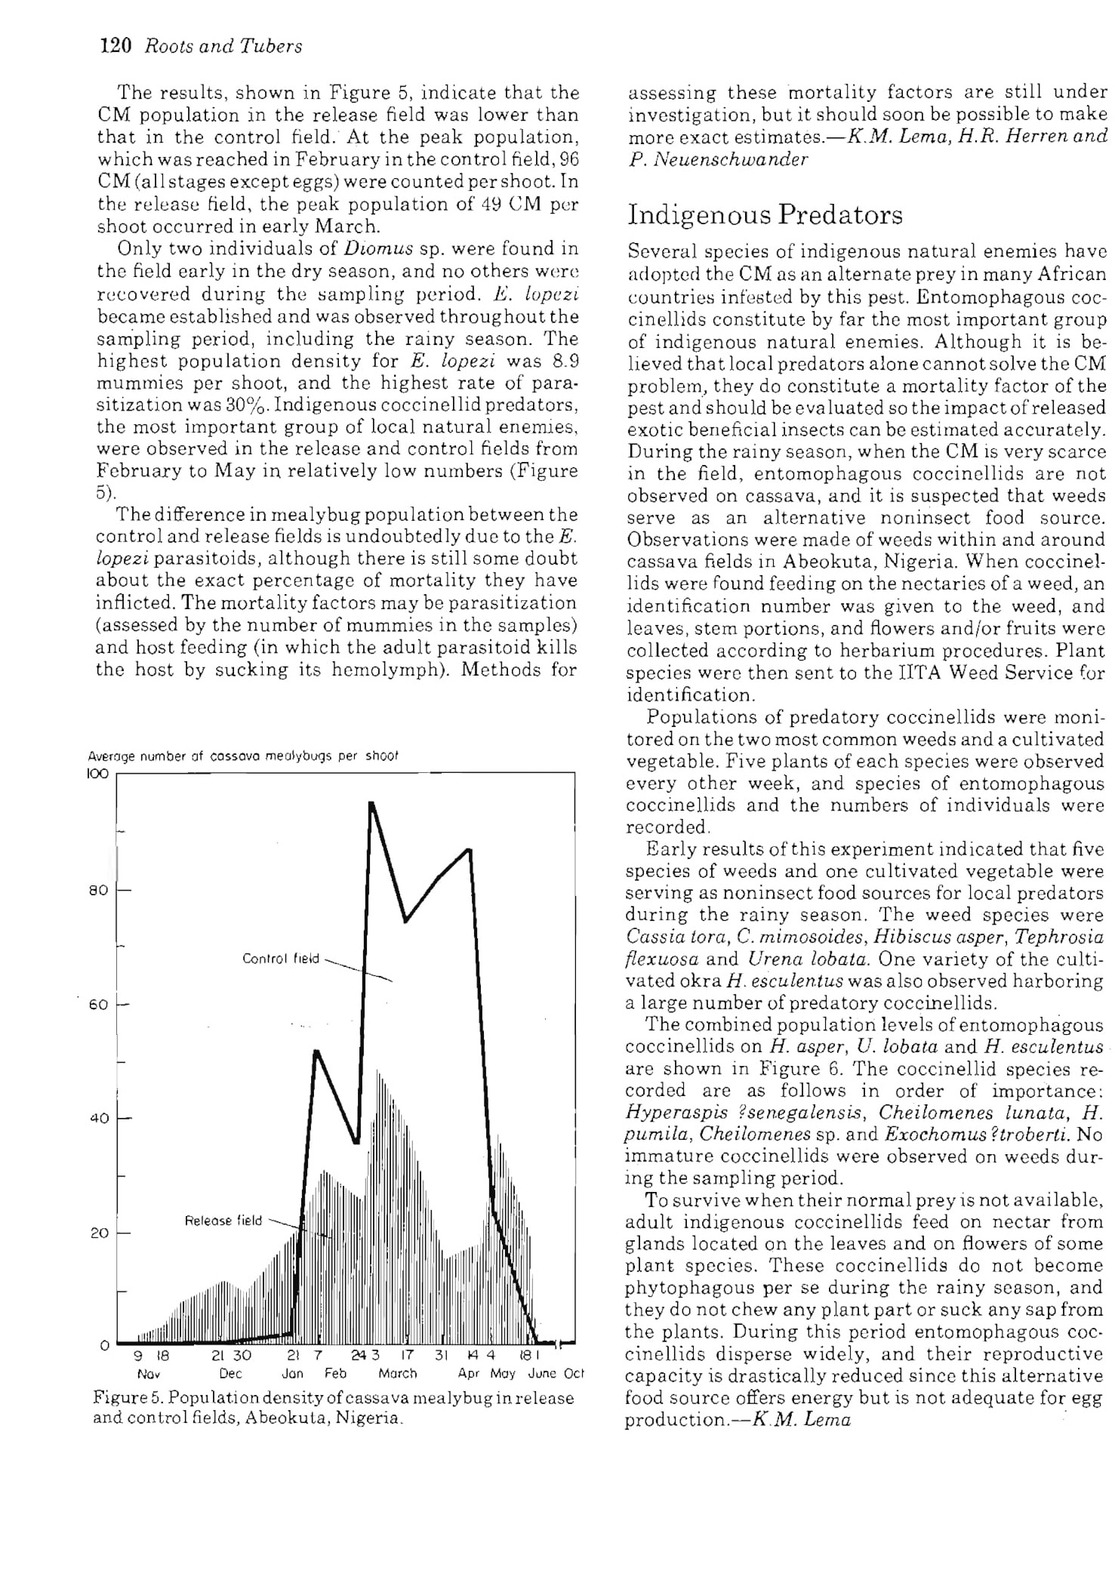 120 Roots and Tubers
The results, shown in Figure 5, indicate that the
CM population in the release field was lower than
that in the control field. At the peak population,
which was reached in February in the control field, 96
CM (all stages except eggs) were counted per shoot. In
the release field, the peak population of 49 CM per
shoot occurred in early March.
Only two individuals of Diomus sp. were found in
the field early in the dry season, and no others were
recovered during the sampling period. E. lopezi
became established and was observed throughout the
sampling period, including the rainy season. The
highest population density for E. lopezi was 8.9
mummies per shoot, and the highest rate of para-
sitization was 30%. Indigenous coccinellid predators,
the most important group of local natural enemies,
were observed in the release and control fields from
February to May in relatively low numbers (Figure
5).
The difference in mealybug population between the
control and release fields is undoubtedly due to the E.
lopezi parasitoids, although there is still some doubt
about the exact percentage of mortality they have
inflicted. The mortality factors may be parasitization
(assessed by the number of mummies in the samples)
and host feeding (in which the adult parasitoid kills
the host by sucking its hemolymph). Methods for
Average number of cassava mealybugs per shoot
100
80
60
40
20
0
Control field
Release field
9 18 21 30 21 7 24 3 17 31 14 4 18 1
Nov Dec Jan Feb March Apr May June Oct
Figure 5. Population density of cassava mealybug in release
and control fields, Abeokuta, Nigeria.
assessing these mortality factors are still under
investigation, but it should soon be possible to make
more exact estimates.—K.M. Lema, H.R. Herren and
P. Neuenschwander
Indigenous Predators
Several species of indigenous natural enemies have
adopted the CM as an alternate prey in many African
countries infested by this pest. Entomophagous coc-
cinellids constitute by far the most important group
of indigenous natural enemies. Although it is be-
lieved that local predators alone cannot solve the CM
problem, they do constitute a mortality factor of the
pest and should be evaluated so the impact of released
exotic beneficial insects can be estimated accurately.
During the rainy season, when the CM is very scarce
in the field, entomophagous coccinellids are not
observed on cassava, and it is suspected that weeds
serve as an alternative noninsect food source.
Observations were made of weeds within and around
cassava fields in Abeokuta, Nigeria. When coccinel-
lids were found feeding on the nectaries of a weed, an
identification number was given to the weed, and
leaves, stem portions, and flowers and/or fruits were
collected according to herbarium procedures. Plant
species were then sent to the IITA Weed Service for
identification.
Populations of predatory coccinellids were moni-
tored on the two most common weeds and a cultivated
vegetable. Five plants of each species were observed
every other week, and species of entomophagous
coccinellids and the numbers of individuals were
recorded.
Early results of this experiment indicated that five
species of weeds and one cultivated vegetable were
serving as noninsect food sources for local predators
during the rainy season. The weed species were
Cassia tora, C. mimosoides, Hibiscus asper, Tephrosia
flexuosa and Urena lobata. One variety of the culti-
vated okra H. esculentus was also observed harboring
a large number of predatory coccinellids.
The combined population levels of entomophagous
coccinellids on H. asper, U. lobata and H. esculentus
are shown in Figure 6. The coccinellid species re-
corded are as follows in order of importance:
Hyperaspis ?senegalensis, Cheilomenes lunata, H.
pumila, Cheilomenes sp. and Exochomus ?troberti. No
immature coccinellids were observed on weeds dur-
ing the sampling period.
To survive when their normal prey is not available,
adult indigenous coccinellids feed on nectar from
glands located on the leaves and on flowers of some
plant species. These coccinellids do not become
phytophagous per se during the rainy season, and
they do not chew any plant part or suck any sap from
the plants. During this period entomophagous coc-
cinellids disperse widely, and their reproductive
capacity is drastically reduced since this alternative
food source offers energy but is not adequate for egg
production.—K.M. Lema